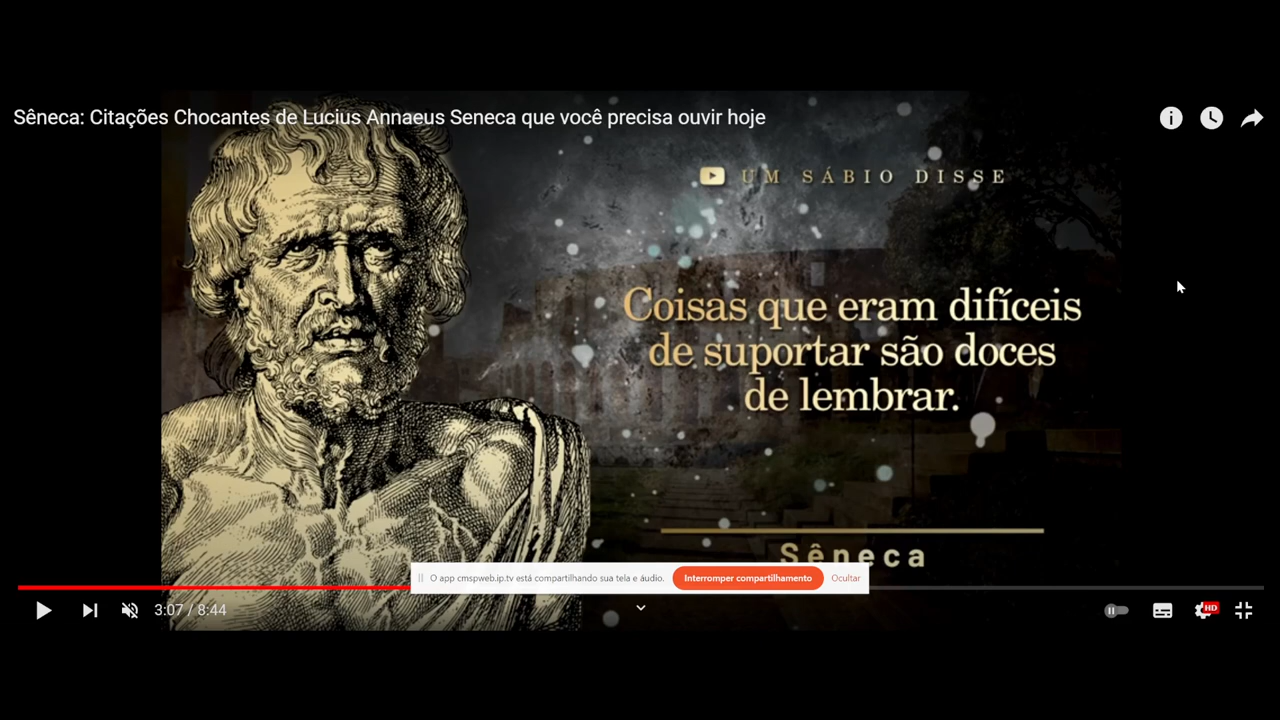 Sêneca: Citações Chocantes de Lucius Annaeus Seneca que você precisa ouvir hoje
UM SÁBIO DISSE
Coisas que eram difíceis
de suportar são doces
de lembrar.
Sêneca
O app cmspweb.ip.tv está compartilhando sua tela e áudio. Interromper compartilhamento Ocultar
3:07 / 8:44 HD